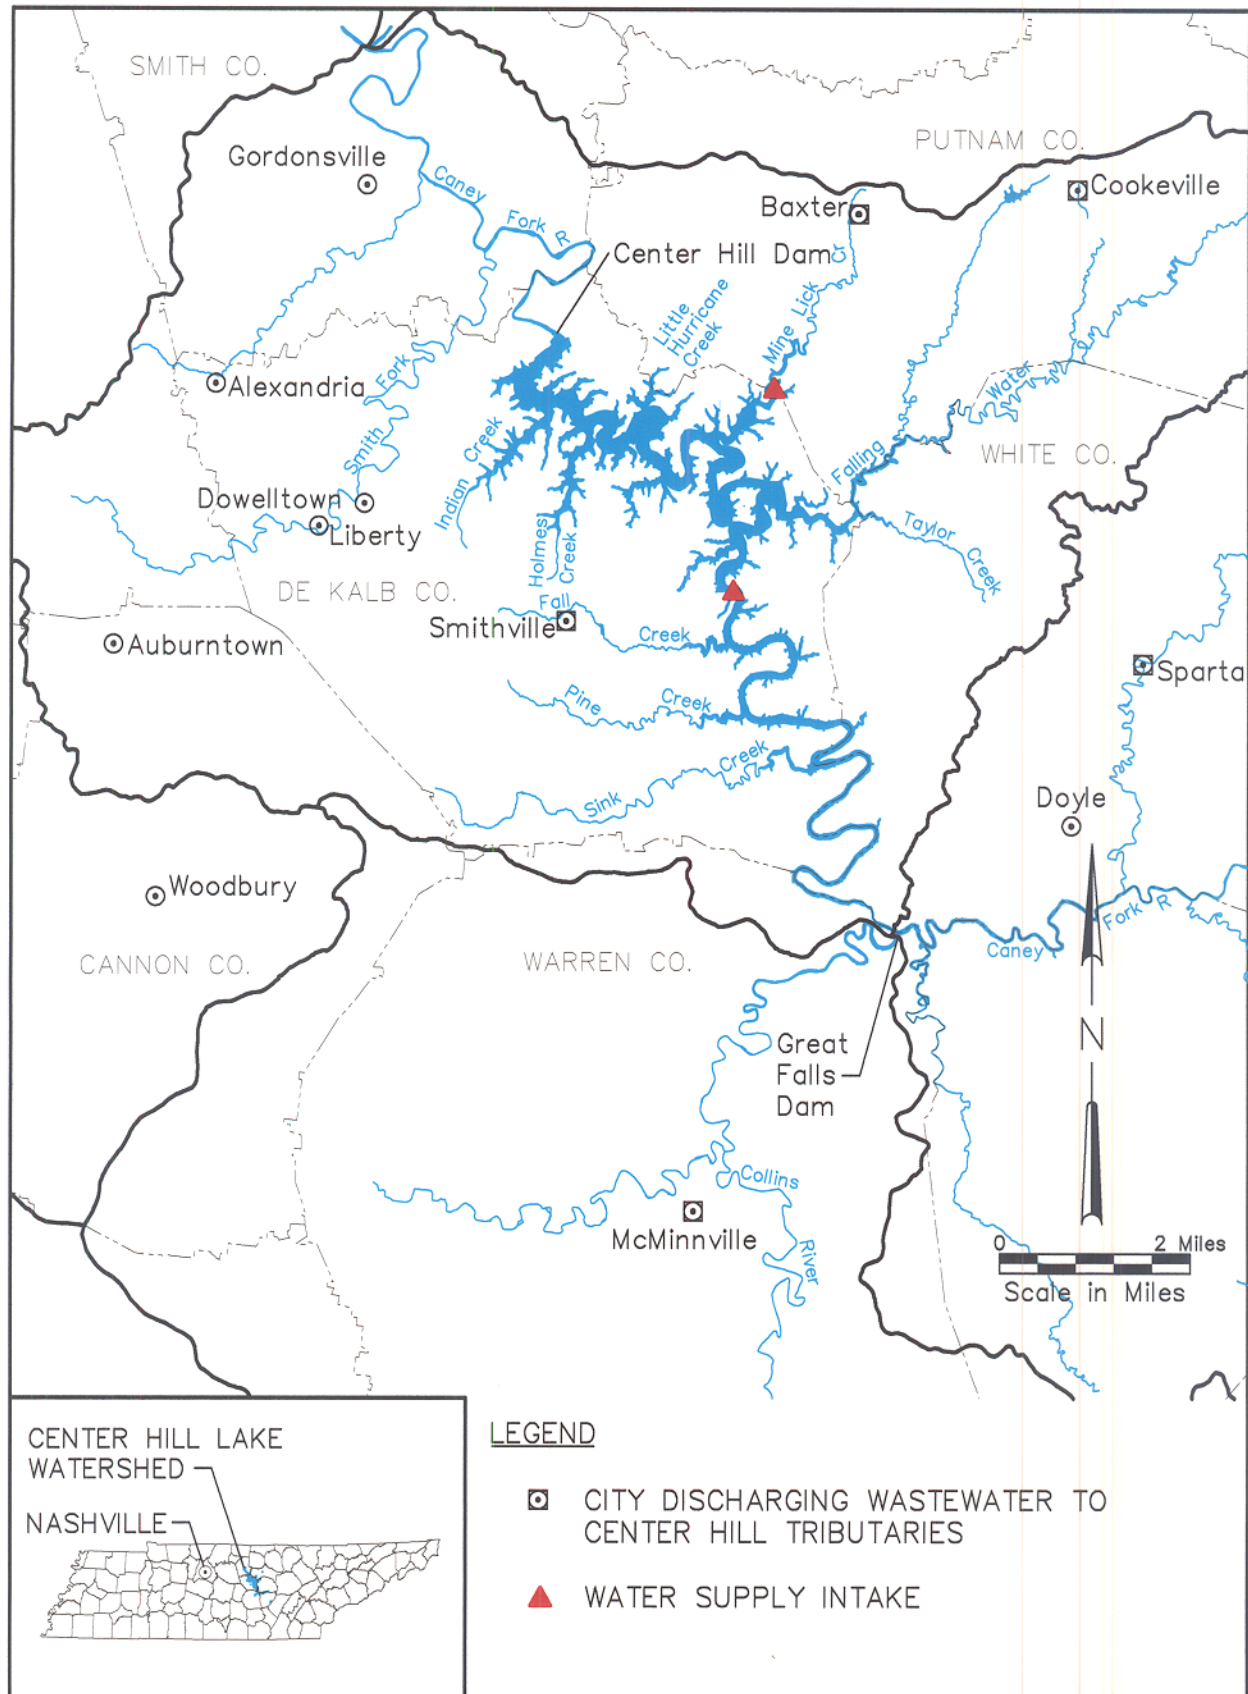 SMITH CO.
PUTNAM CO.
Gordonsville
Caney
Fork R
Baxter
Cookeville
Center Hill Dam
Little
Hurricane
Creek
Mine Lick
Cr
Alexandria
Smith
Fork
Water
Falling
WHITE CO.
Indian Creek
Dowelltown
Liberty
Holmes
Creek
Taylor Creek
DE KALB CO.
Fall
Creek
Smithville
Auburntown
Sparta
Pine
Creek
Sink
Creek
Doyle
Woodbury
Caney
Fork R
CANNON CO.
WARREN CO.
Great
Falls
Dam
N
Collins
River
McMinnville
0 2 Miles
Scale in Miles
CENTER HILL LAKE
WATERSHED
NASHVILLE
LEGEND
CITY DISCHARGING WASTEWATER TO
CENTER HILL TRIBUTARIES
WATER SUPPLY INTAKE